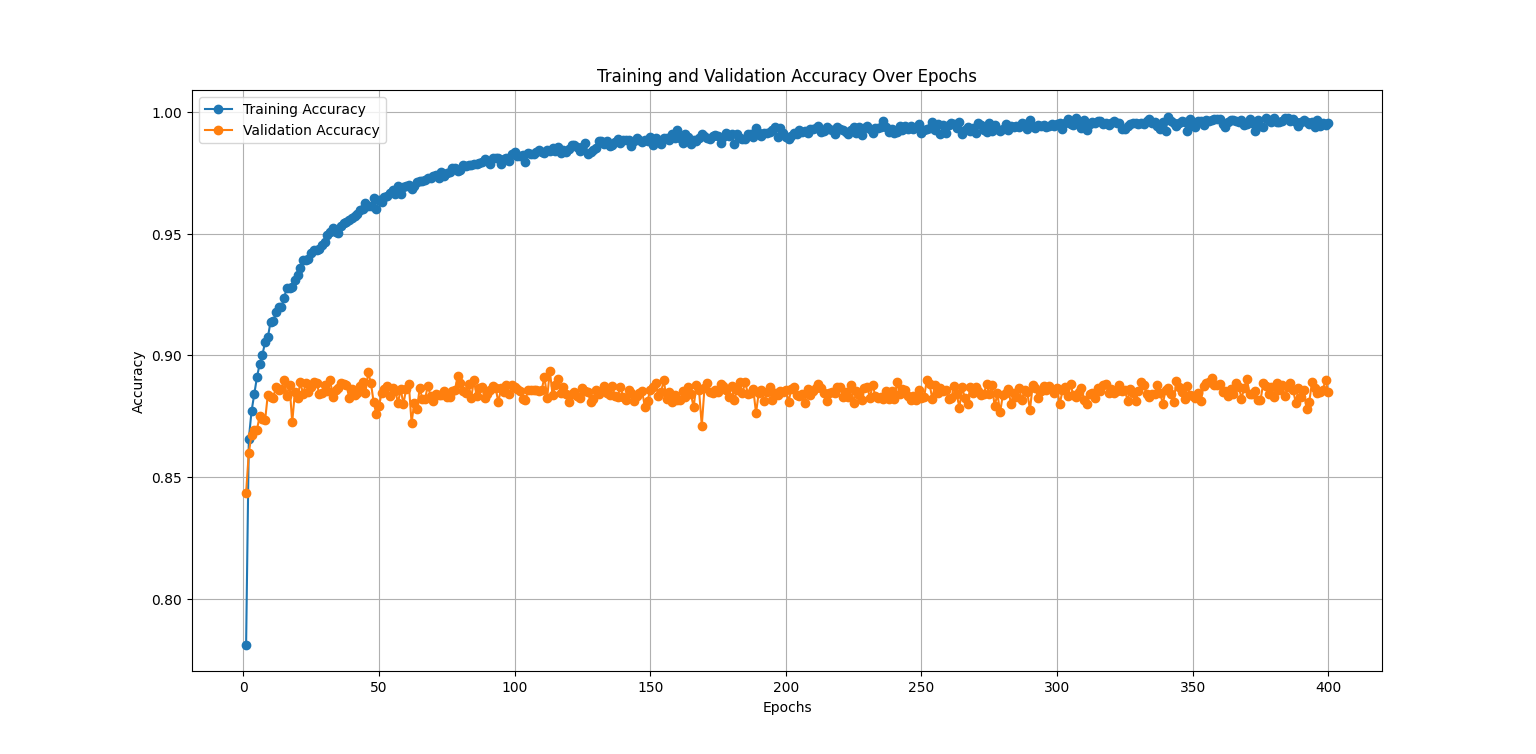 Training and Validation Accuracy Over Epochs
Training Accuracy
Validation Accuracy
1.00
0.95
0.90
0.85
0.80
Accuracy
0 50 100 150 200 250 300 350 400
Epochs